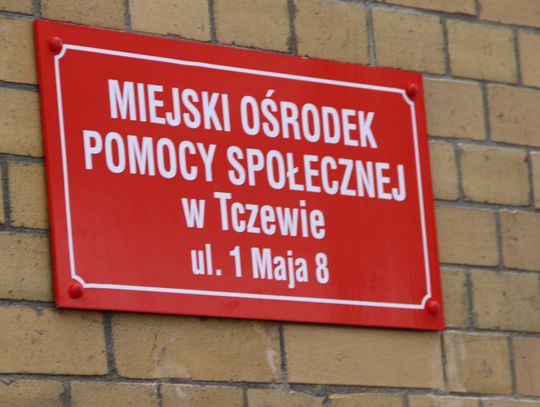 MIEJSKI OŚRODEK
POMOCY SPOŁECZNEJ
w Tczewie
ul. 1 Maja 8